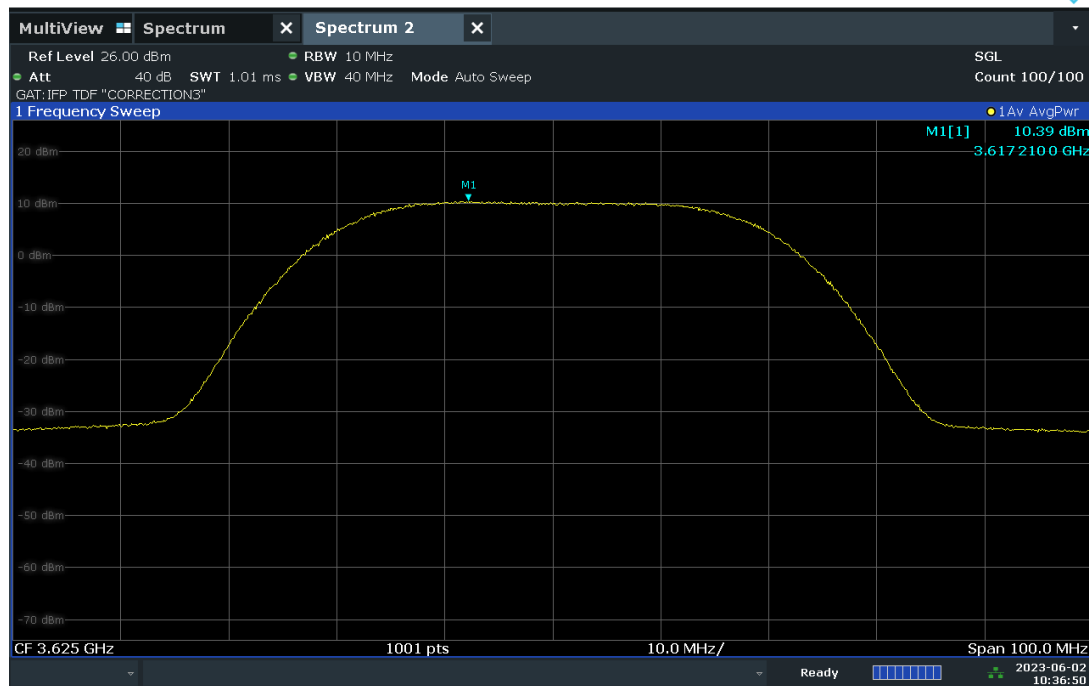 MultiView Spectrum X Spectrum 2 X
Ref Level 26.00 dBm RBW 10 MHz SGL
Att 40 dB SWT 1.01 ms VBW 40 MHz Mode Auto Sweep Count 100/100
GAT:IFP TDF "CORRECTION3"
1 Frequency Sweep 1Av AvgPwr
M1[1] 10.39 dBm
3.617 210 0 GHz
20 dBm
M1
10 dBm
0 dBm
-10 dBm
-20 dBm
-30 dBm
-40 dBm
-50 dBm
-60 dBm
-70 dBm
CF 3.625 GHz 1001 pts 10.0 MHz/ Span 100.0 MHz
Ready 2023-06-02
10:36:50